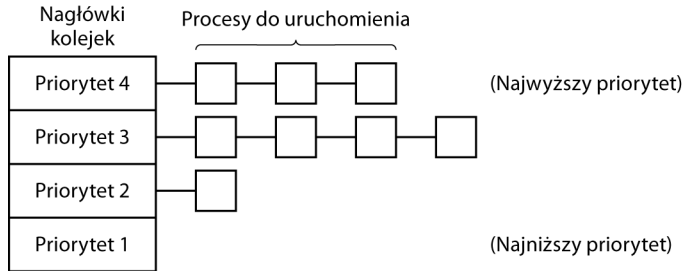 Nagłówki
kolejek
Procesy do uruchomienia
Priorytet 4
(Najwyższy priorytet)
Priorytet 3
Priorytet 2
Priorytet 1
(Najniższy priorytet)